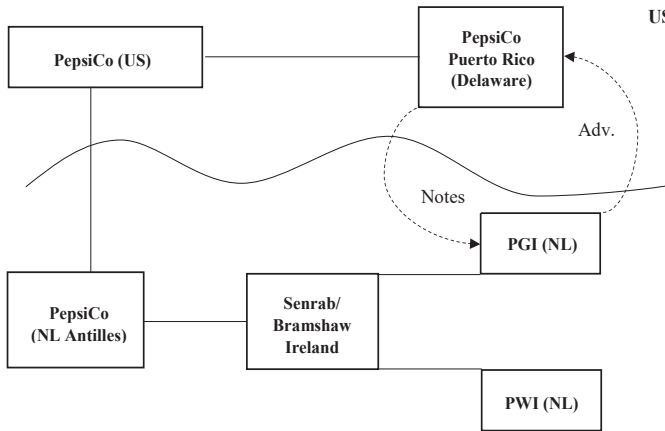 US
PepsiCo (US)
PepsiCo
Puerto Rico
(Delaware)
Adv.
Notes
PGI (NL)
PepsiCo
(NL Antilles)
Senrab/
Bramshaw
Ireland
PWI (NL)